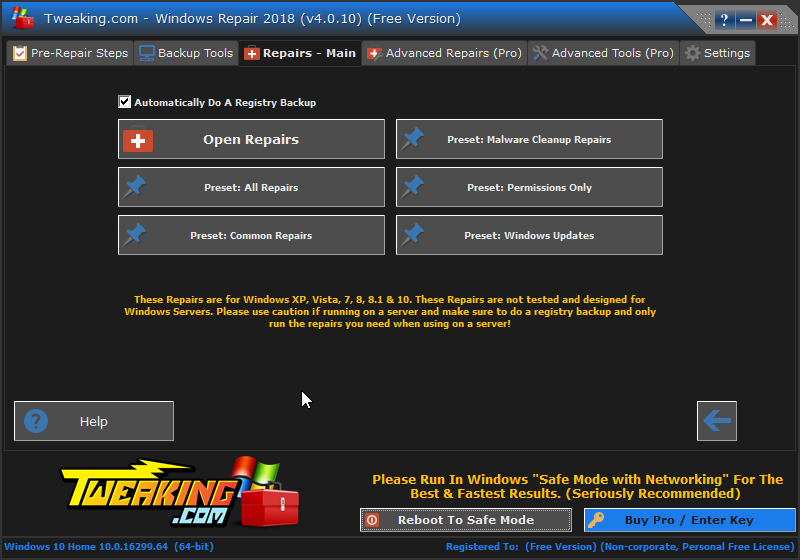 Tweaking.com - Windows Repair 2018 (v4.0.10) (Free Version)
?
Pre-Repair Steps
Backup Tools
Repairs - Main
Advanced Repairs (Pro)
Advanced Tools (Pro)
Settings
Automatically Do A Registry Backup
Open Repairs
Preset: Malware Cleanup Repairs
Preset: All Repairs
Preset: Permissions Only
Preset: Common Repairs
Preset: Windows Updates
These Repairs are for Windows XP, Vista, 7, 8, 8.1 & 10. These Repairs are not tested and designed for
Windows Servers. Please use caution if running on a server and make sure to do a registry backup and only
run the repairs you need when using on a server!
? Help
TWEAKING
.COM
Please Run In Windows "Safe Mode with Networking" For The
Best & Fastest Results. (Seriously Recommended)
Reboot To Safe Mode
Buy Pro / Enter Key
Windows 10 Home 10.0.16299.64 (64-bit)
Registered To: (Free Version) (Non-corporate, Personal Free License)